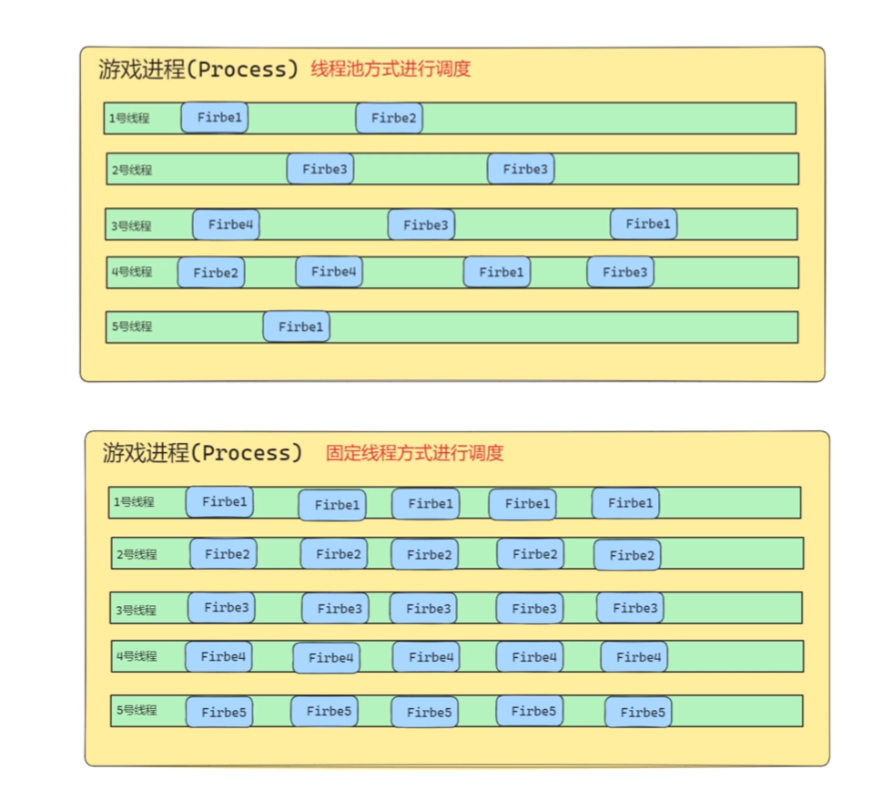 游戏进程(Process) 线程池方式进行调度
1号线程 Firbe1 Firbe2
2号线程 Firbe3 Firbe3
3号线程 Firbe4 Firbe3 Firbe1
4号线程 Firbe2 Firbe4 Firbe1 Firbe3
5号线程 Firbe1
游戏进程(Process) 固定线程方式进行调度
1号线程 Firbe1 Firbe1 Firbe1 Firbe1 Firbe1
2号线程 Firbe2 Firbe2 Firbe2 Firbe2 Firbe2
3号线程 Firbe3 Firbe3 Firbe3 Firbe3 Firbe3
4号线程 Firbe4 Firbe4 Firbe4 Firbe4 Firbe4
5号线程 Firbe5 Firbe5 Firbe5 Firbe5 Firbe5